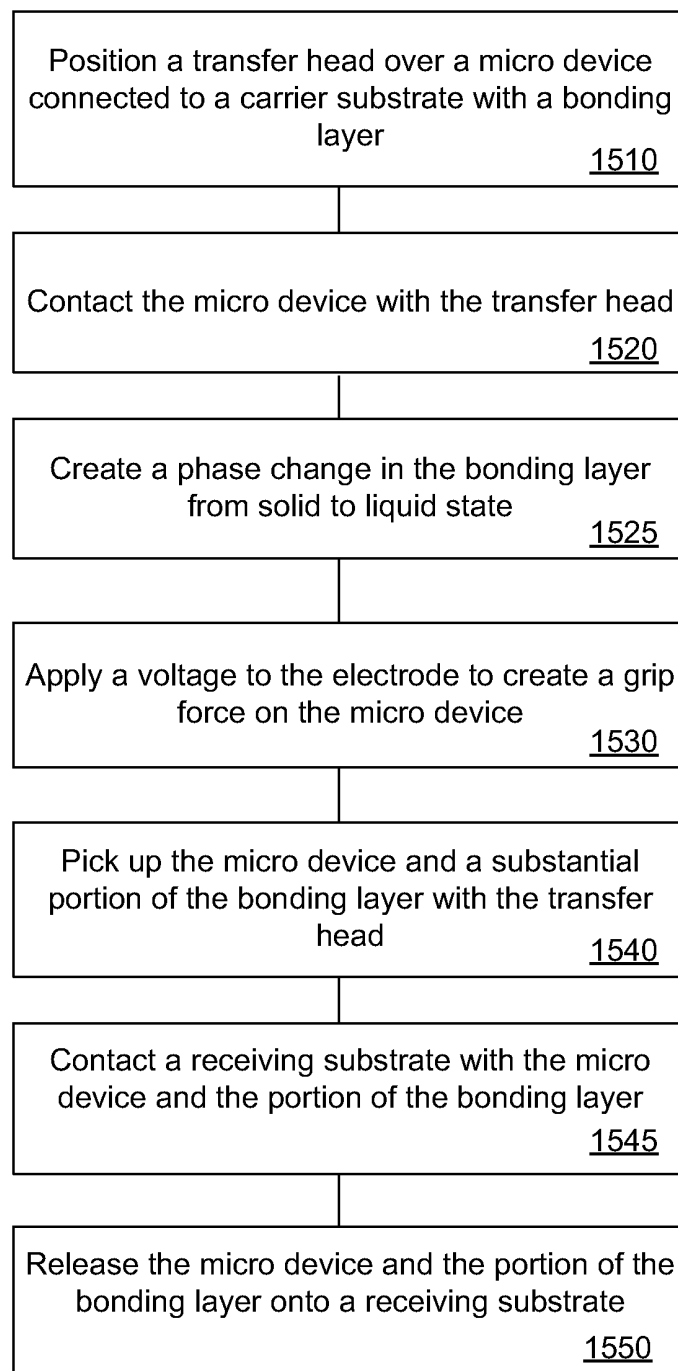 Position a transfer head over a micro device
connected to a carrier substrate with a bonding
layer
1510
Contact the micro device with the transfer head
1520
Create a phase change in the bonding layer
from solid to liquid state
1525
Apply a voltage to the electrode to create a grip
force on the micro device
1530
Pick up the micro device and a substantial
portion of the bonding layer with the transfer
head
1540
Contact a receiving substrate with the micro
device and the portion of the bonding layer
1545
Release the micro device and the portion of the
bonding layer onto a receiving substrate
1550